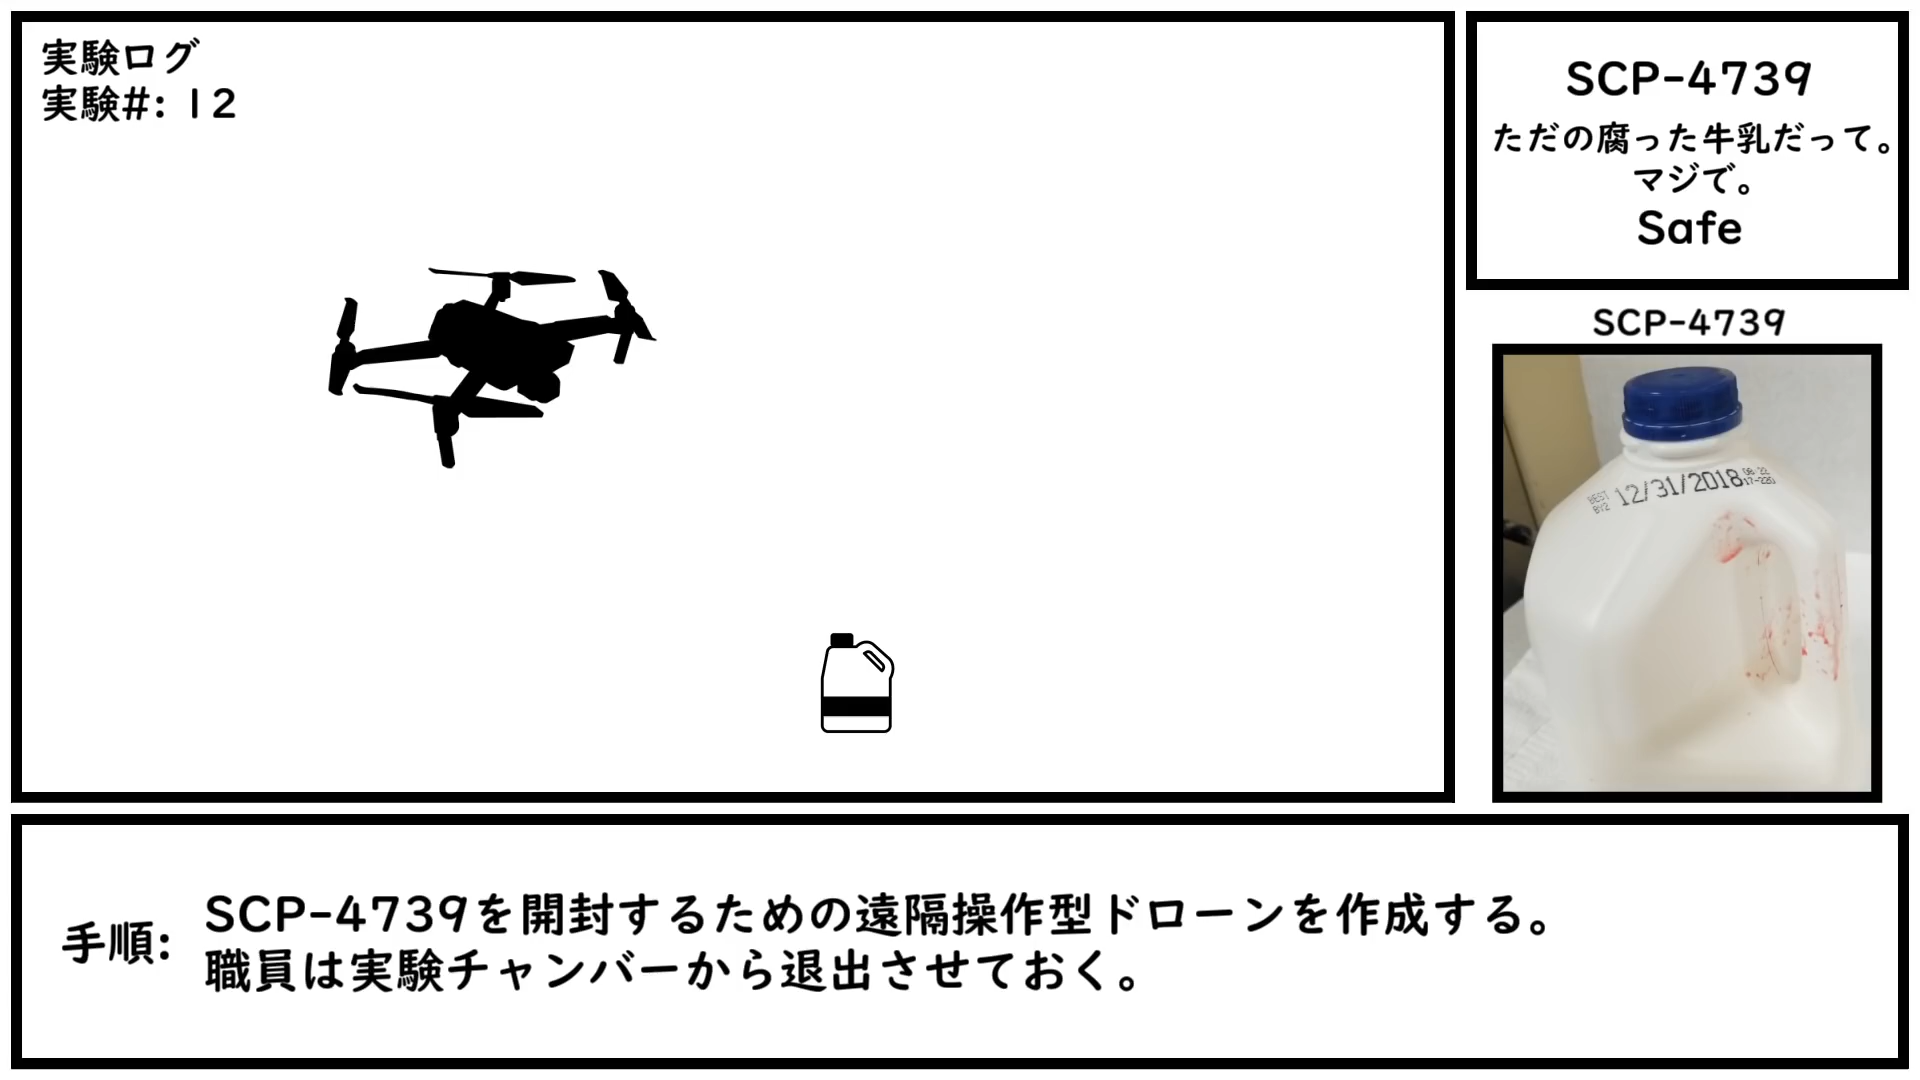 実験ログ
実験#: 12
SCP-4739
ただの腐った牛乳だって。
マジで。
Safe
SCP-4739
BEST
BY2
12/31/2018
手順:
SCP-4739を開封するための遠隔操作型ドローンを作成する。
職員は実験チャンバーから退出させておく。